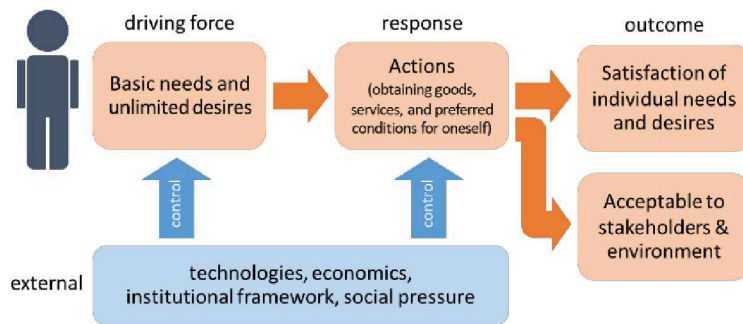 driving force
response
outcome
Basic needs and
unlimited desires
Actions
(obtaining goods,
services, and preferred
conditions for oneself)
Satisfaction of
individual needs
and desires
control
control
Acceptable to
stakeholders &
environment
external
technologies, economics,
institutional framework, social pressure